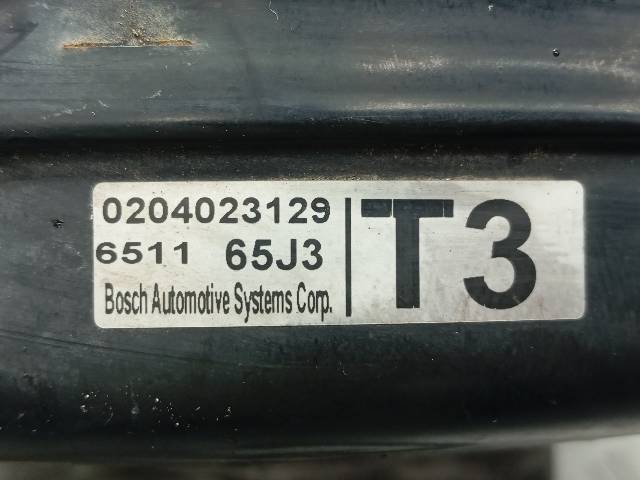 0204023129
6511 65J3
Bosch Automotive Systems Corp.
T3